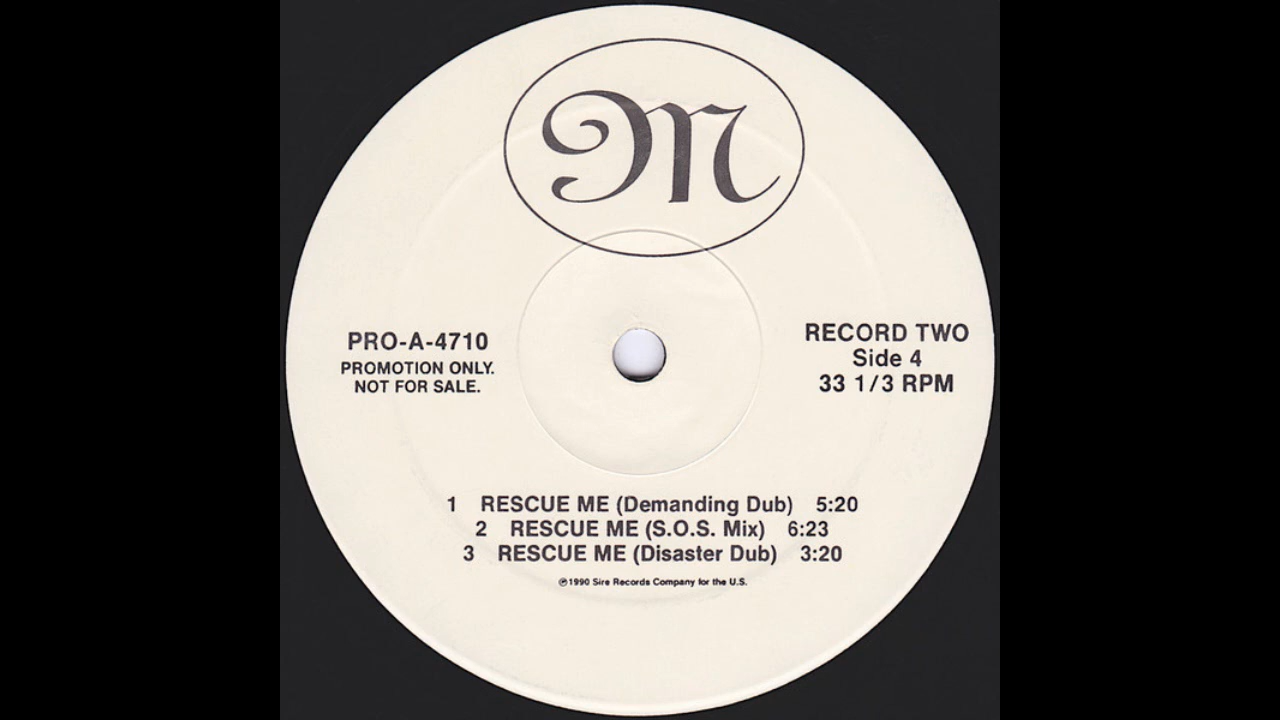 M
PRO-A-4710
PROMOTION ONLY.
NOT FOR SALE.
RECORD TWO
Side 4
33 1/3 RPM
1 RESCUE ME (Demanding Dub) 5:20
2 RESCUE ME (S.O.S. Mix) 6:23
3 RESCUE ME (Disaster Dub) 3:20
℗1990 Sire Records Company for the U.S.